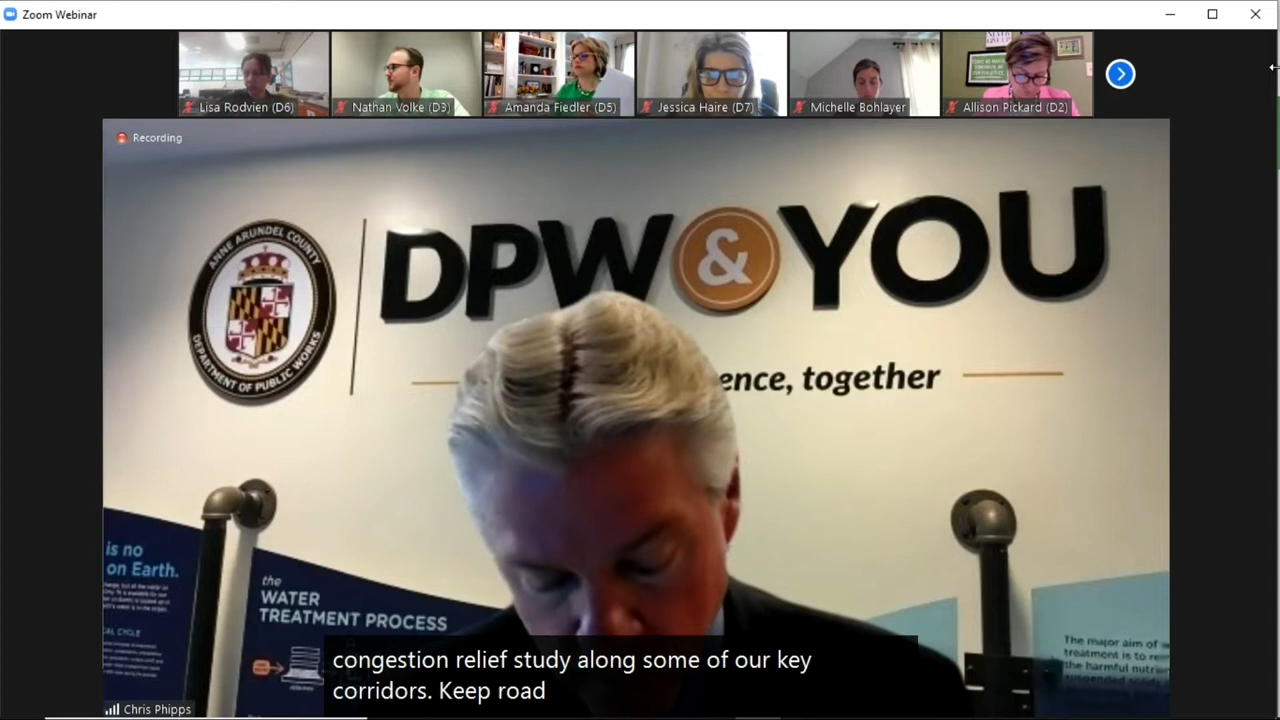 Zoom Webinar
Lisa Rodvien (D6)
Nathan Volke (D3)
Amanda Fiedler (D5)
Jessica Haire (D7)
Michelle Bohlayer
Allison Pickard (D2)
Recording
ANNE ARUNDEL COUNTY
DEPARTMENT OF PUBLIC WORKS
DPW & YOU
ence, together
is no
on Earth.
the
WATER
TREATMENT PROCESS
The major aim of
treatment is to re
the harmful nutrie
congestion relief study along some of our key
corridors. Keep road
Chris Phipps